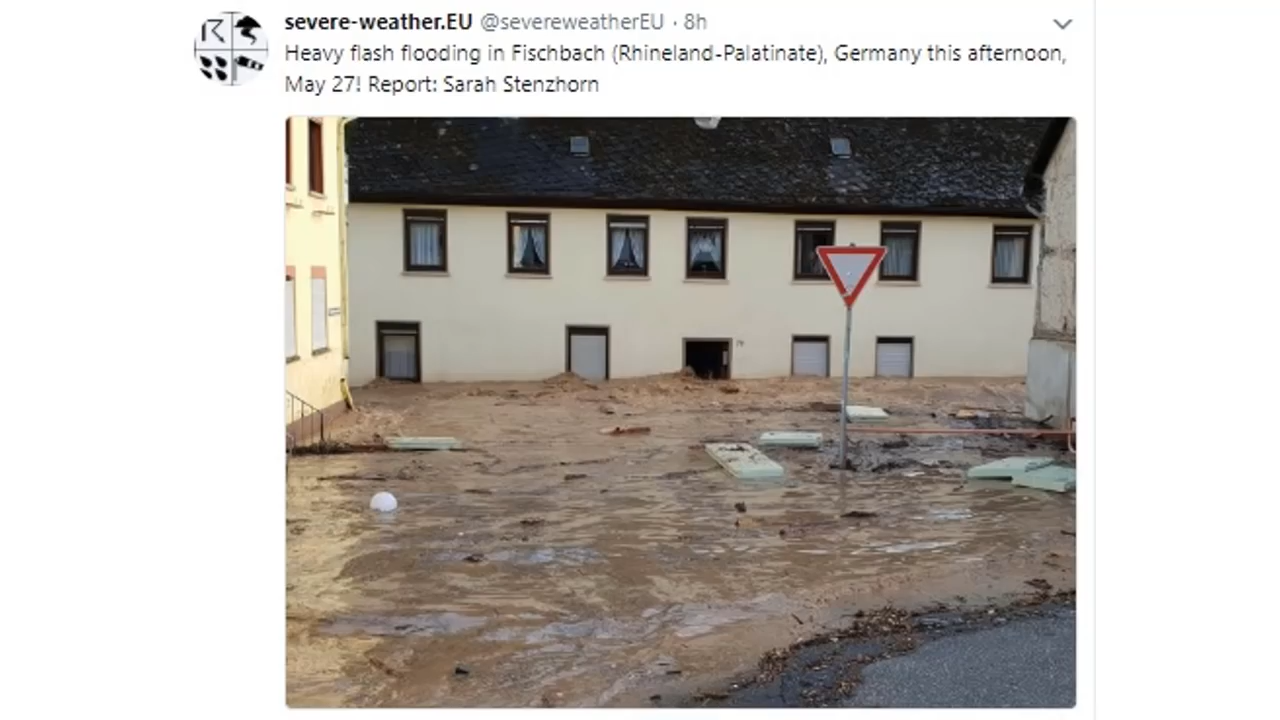 severe-weather.EU @severeweatherEU · 8h
Heavy flash flooding in Fischbach (Rhineland-Palatinate), Germany this afternoon,
May 27! Report: Sarah Stenzhorn